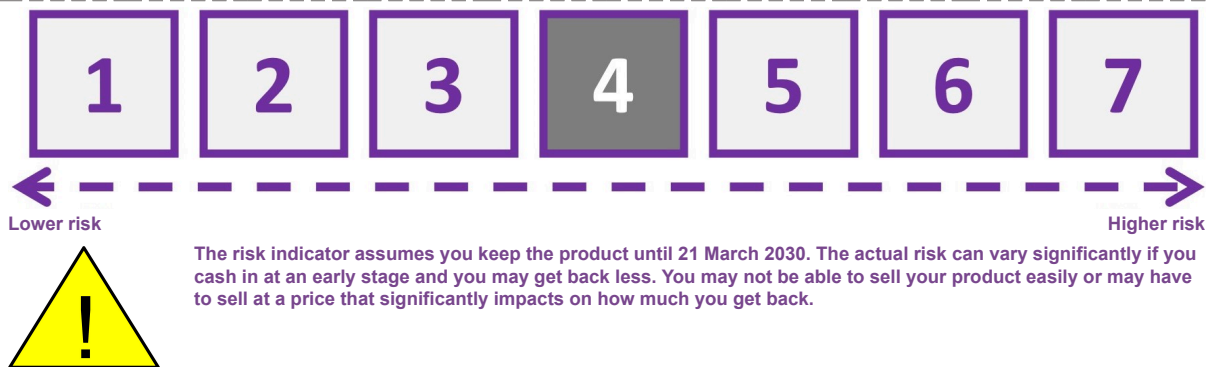 1 2 3 4 5 6 7
Lower risk Higher risk
!
The risk indicator assumes you keep the product until 21 March 2030. The actual risk can vary significantly if you
cash in at an early stage and you may get back less. You may not be able to sell your product easily or may have
to sell at a price that significantly impacts on how much you get back.